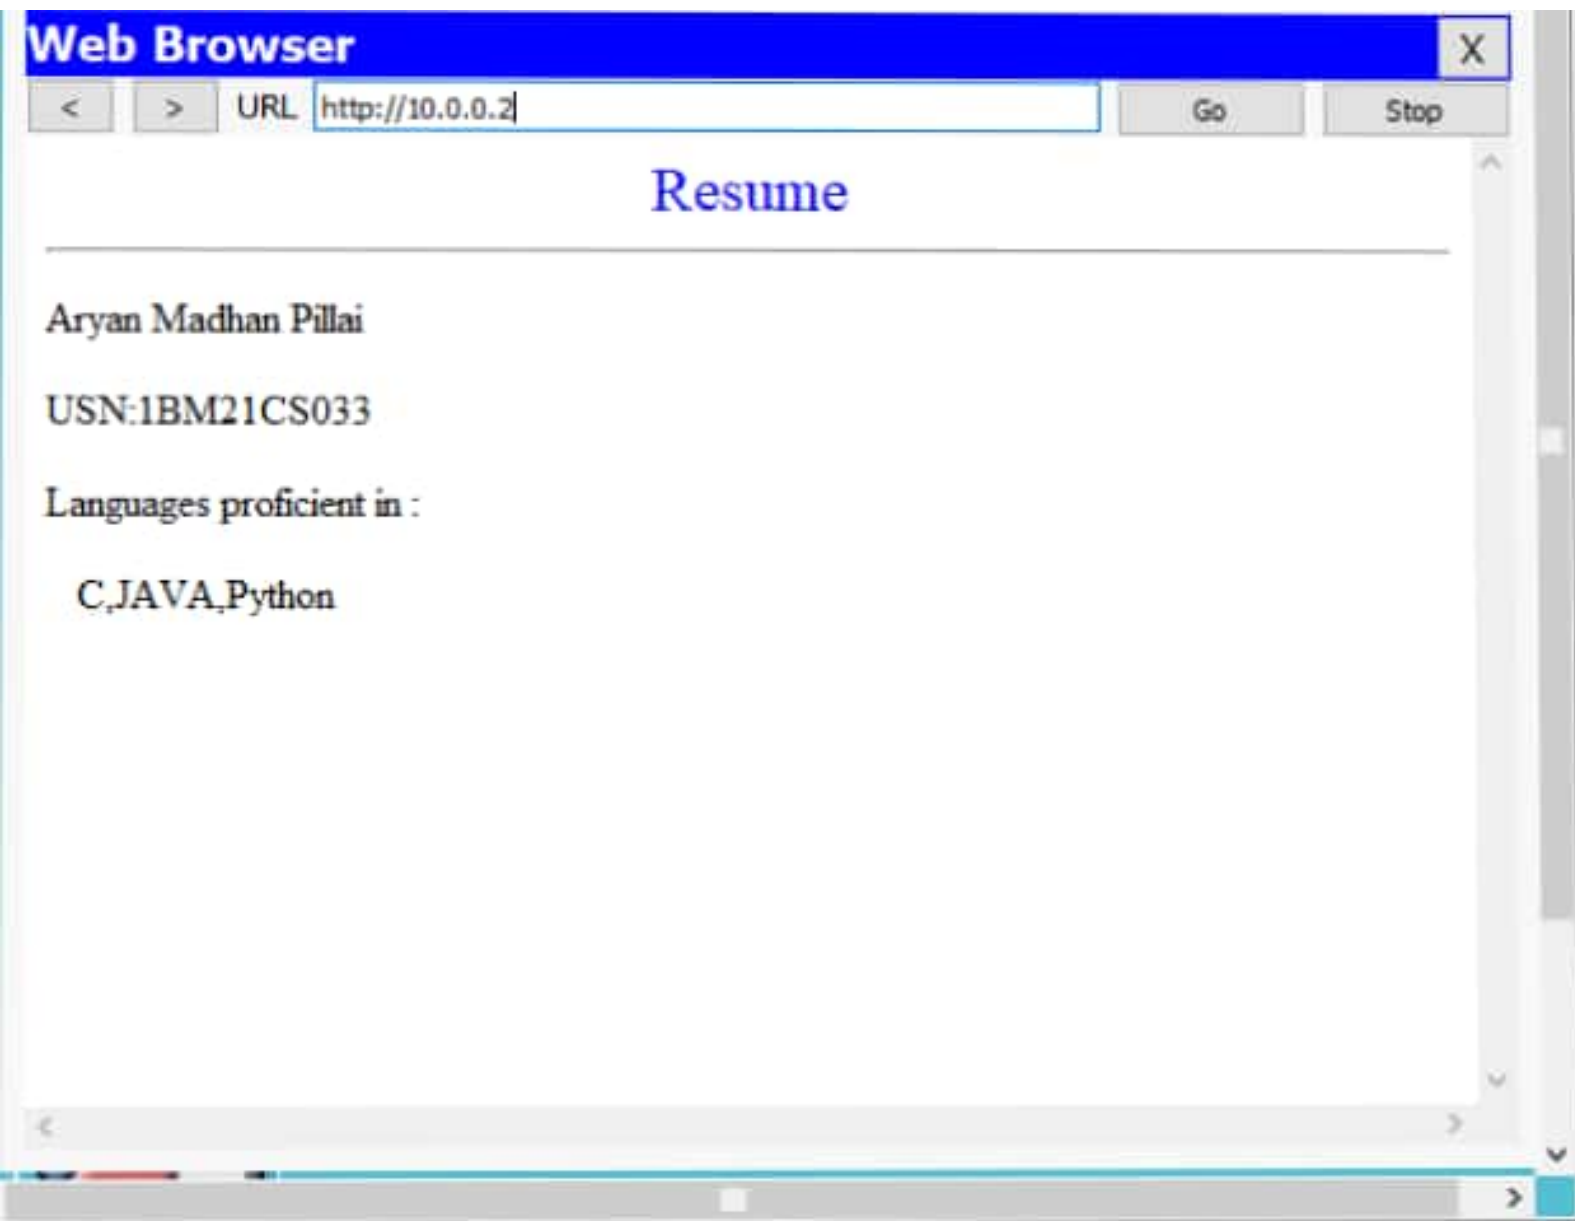 Web Browser X
< > URL http://10.0.0.2 Go Stop
Resume
Aryan Madhan Pillai
USN:1BM21CS033
Languages proficient in :
C,JAVA,Python